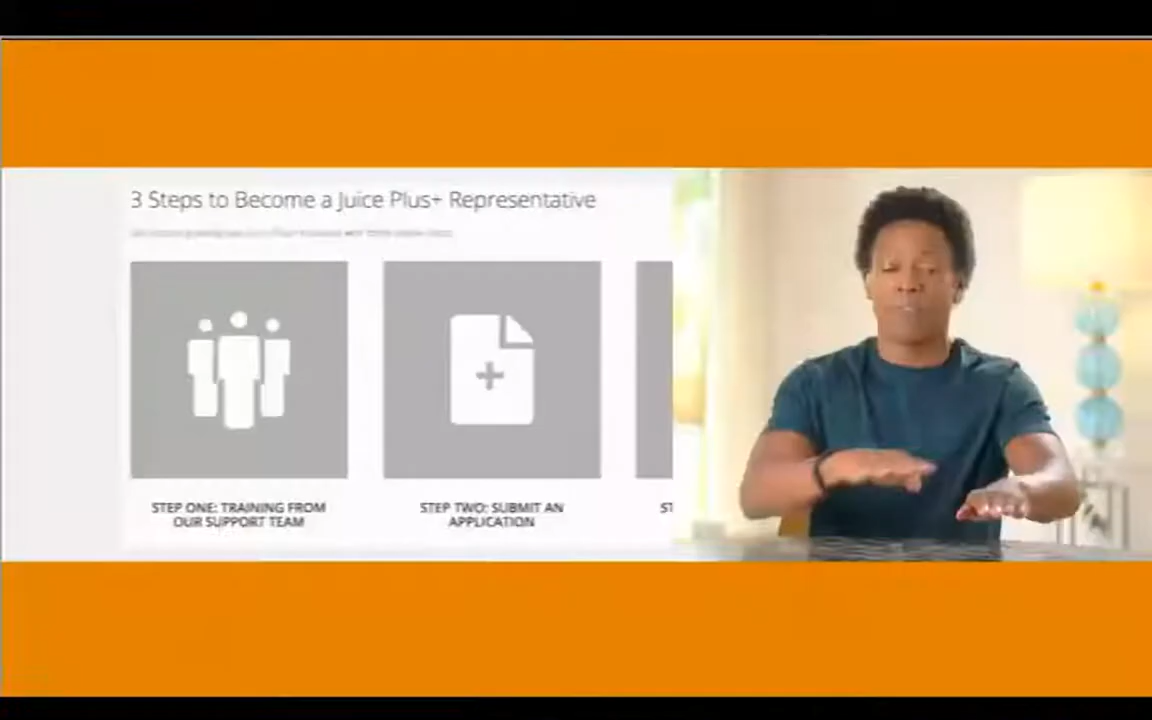 3 Steps to Become a Juice Plus+ Representative
STEP ONE: TRAINING FROM
OUR SUPPORT TEAM
STEP TWO: SUBMIT AN
APPLICATION
ST